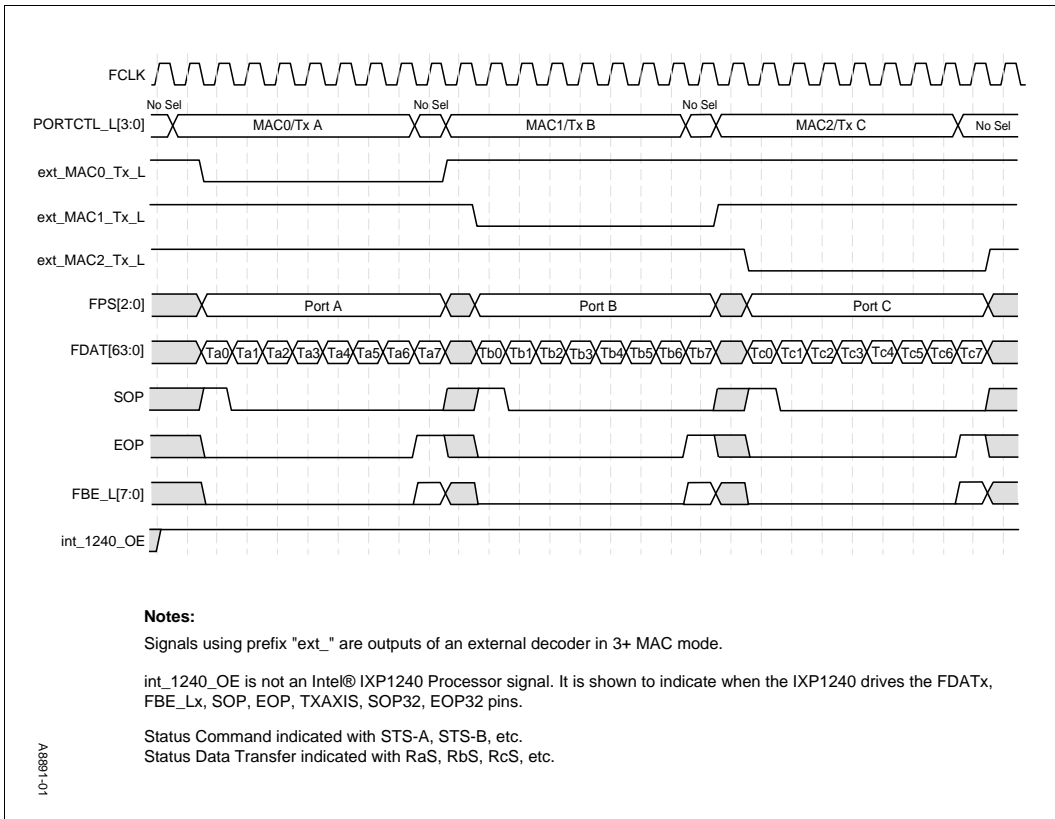 FCLK
No Sel No Sel No Sel
PORTCTL_L[3:0] MAC0/Tx A MAC1/Tx B MAC2/Tx C No Sel
ext_MAC0_Tx_L
ext_MAC1_Tx_L
ext_MAC2_Tx_L
FPS[2:0] Port A Port B Port C
FDAT[63:0] Ta0 Ta1 Ta2 Ta3 Ta4 Ta5 Ta6 Ta7 Tb0 Tb1 Tb2 Tb3 Tb4 Tb5 Tb6 Tb7 Tc0 Tc1 Tc2 Tc3 Tc4 Tc5 Tc6 Tc7
SOP
EOP
FBE_L[7:0]
int_1240_OE
Notes:
Signals using prefix "ext_" are outputs of an external decoder in 3+ MAC mode.
int_1240_OE is not an Intel® IXP1240 Processor signal. It is shown to indicate when the IXP1240 drives the FDATx,
FBE_Lx, SOP, EOP, TXAXIS, SOP32, EOP32 pins.
Status Command indicated with STS-A, STS-B, etc.
Status Data Transfer indicated with RaS, RbS, RcS, etc.
A8891-01